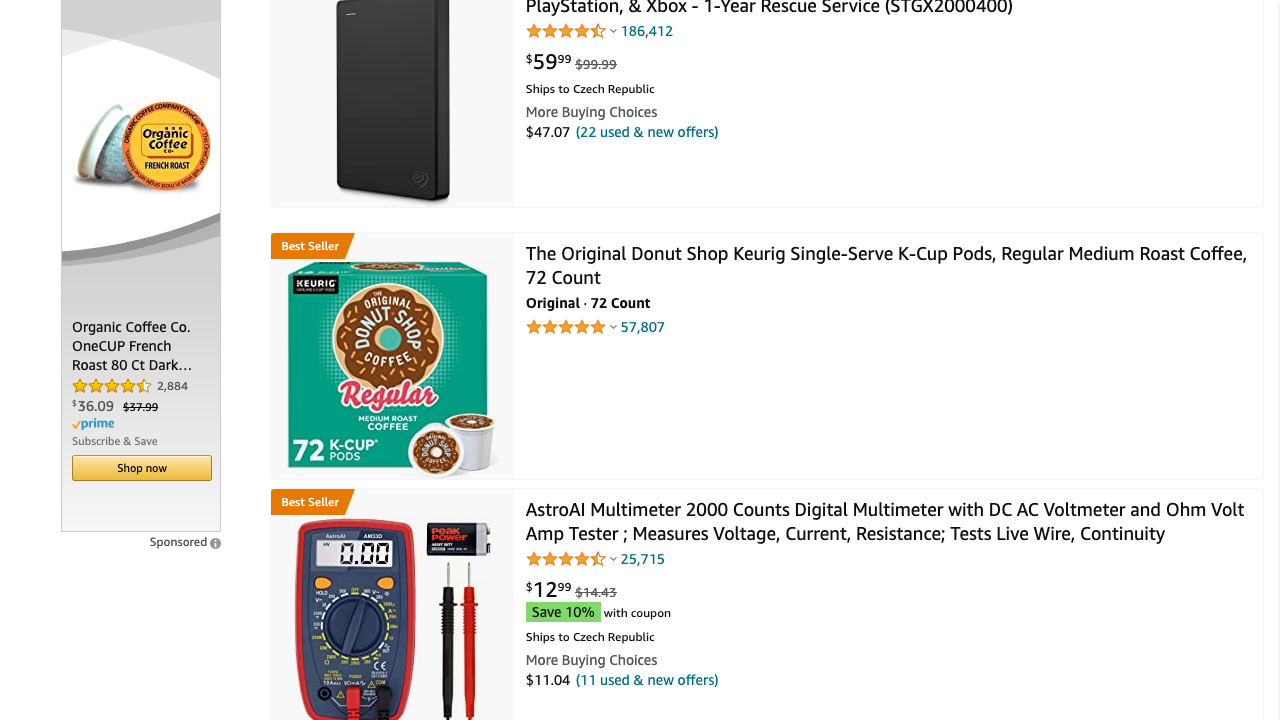 PlayStation, & Xbox - 1-Year Rescue Service (STGX2000400)
186,412
$59.99 $99.99
Ships to Czech Republic
More Buying Choices
$47.07 (22 used & new offers)
Organic
Coffee
CO.
FRENCH ROAST
Organic Coffee Co.
OneCUP French
Roast 80 Ct Dark…
2,884
$36.09 $37.99
prime
Subscribe & Save
Shop now
Sponsored
Best Seller
KEURIG
THE
ORIGINAL
DONUT SHOP
COFFEE
Regular
MEDIUM ROAST
COFFEE
72 K-CUP®
PODS
The Original Donut Shop Keurig Single-Serve K-Cup Pods, Regular Medium Roast Coffee,
72 Count
Original · 72 Count
57,807
Best Seller
AstroAI AM33D
0.00
HOLD
OFF
COM
PEAK
POWER
HEAVY DUTY
AstroAI Multimeter 2000 Counts Digital Multimeter with DC AC Voltmeter and Ohm Volt
Amp Tester ; Measures Voltage, Current, Resistance; Tests Live Wire, Continuity
25,715
$12.99 $14.43
Save 10% with coupon
Ships to Czech Republic
More Buying Choices
$11.04 (11 used & new offers)